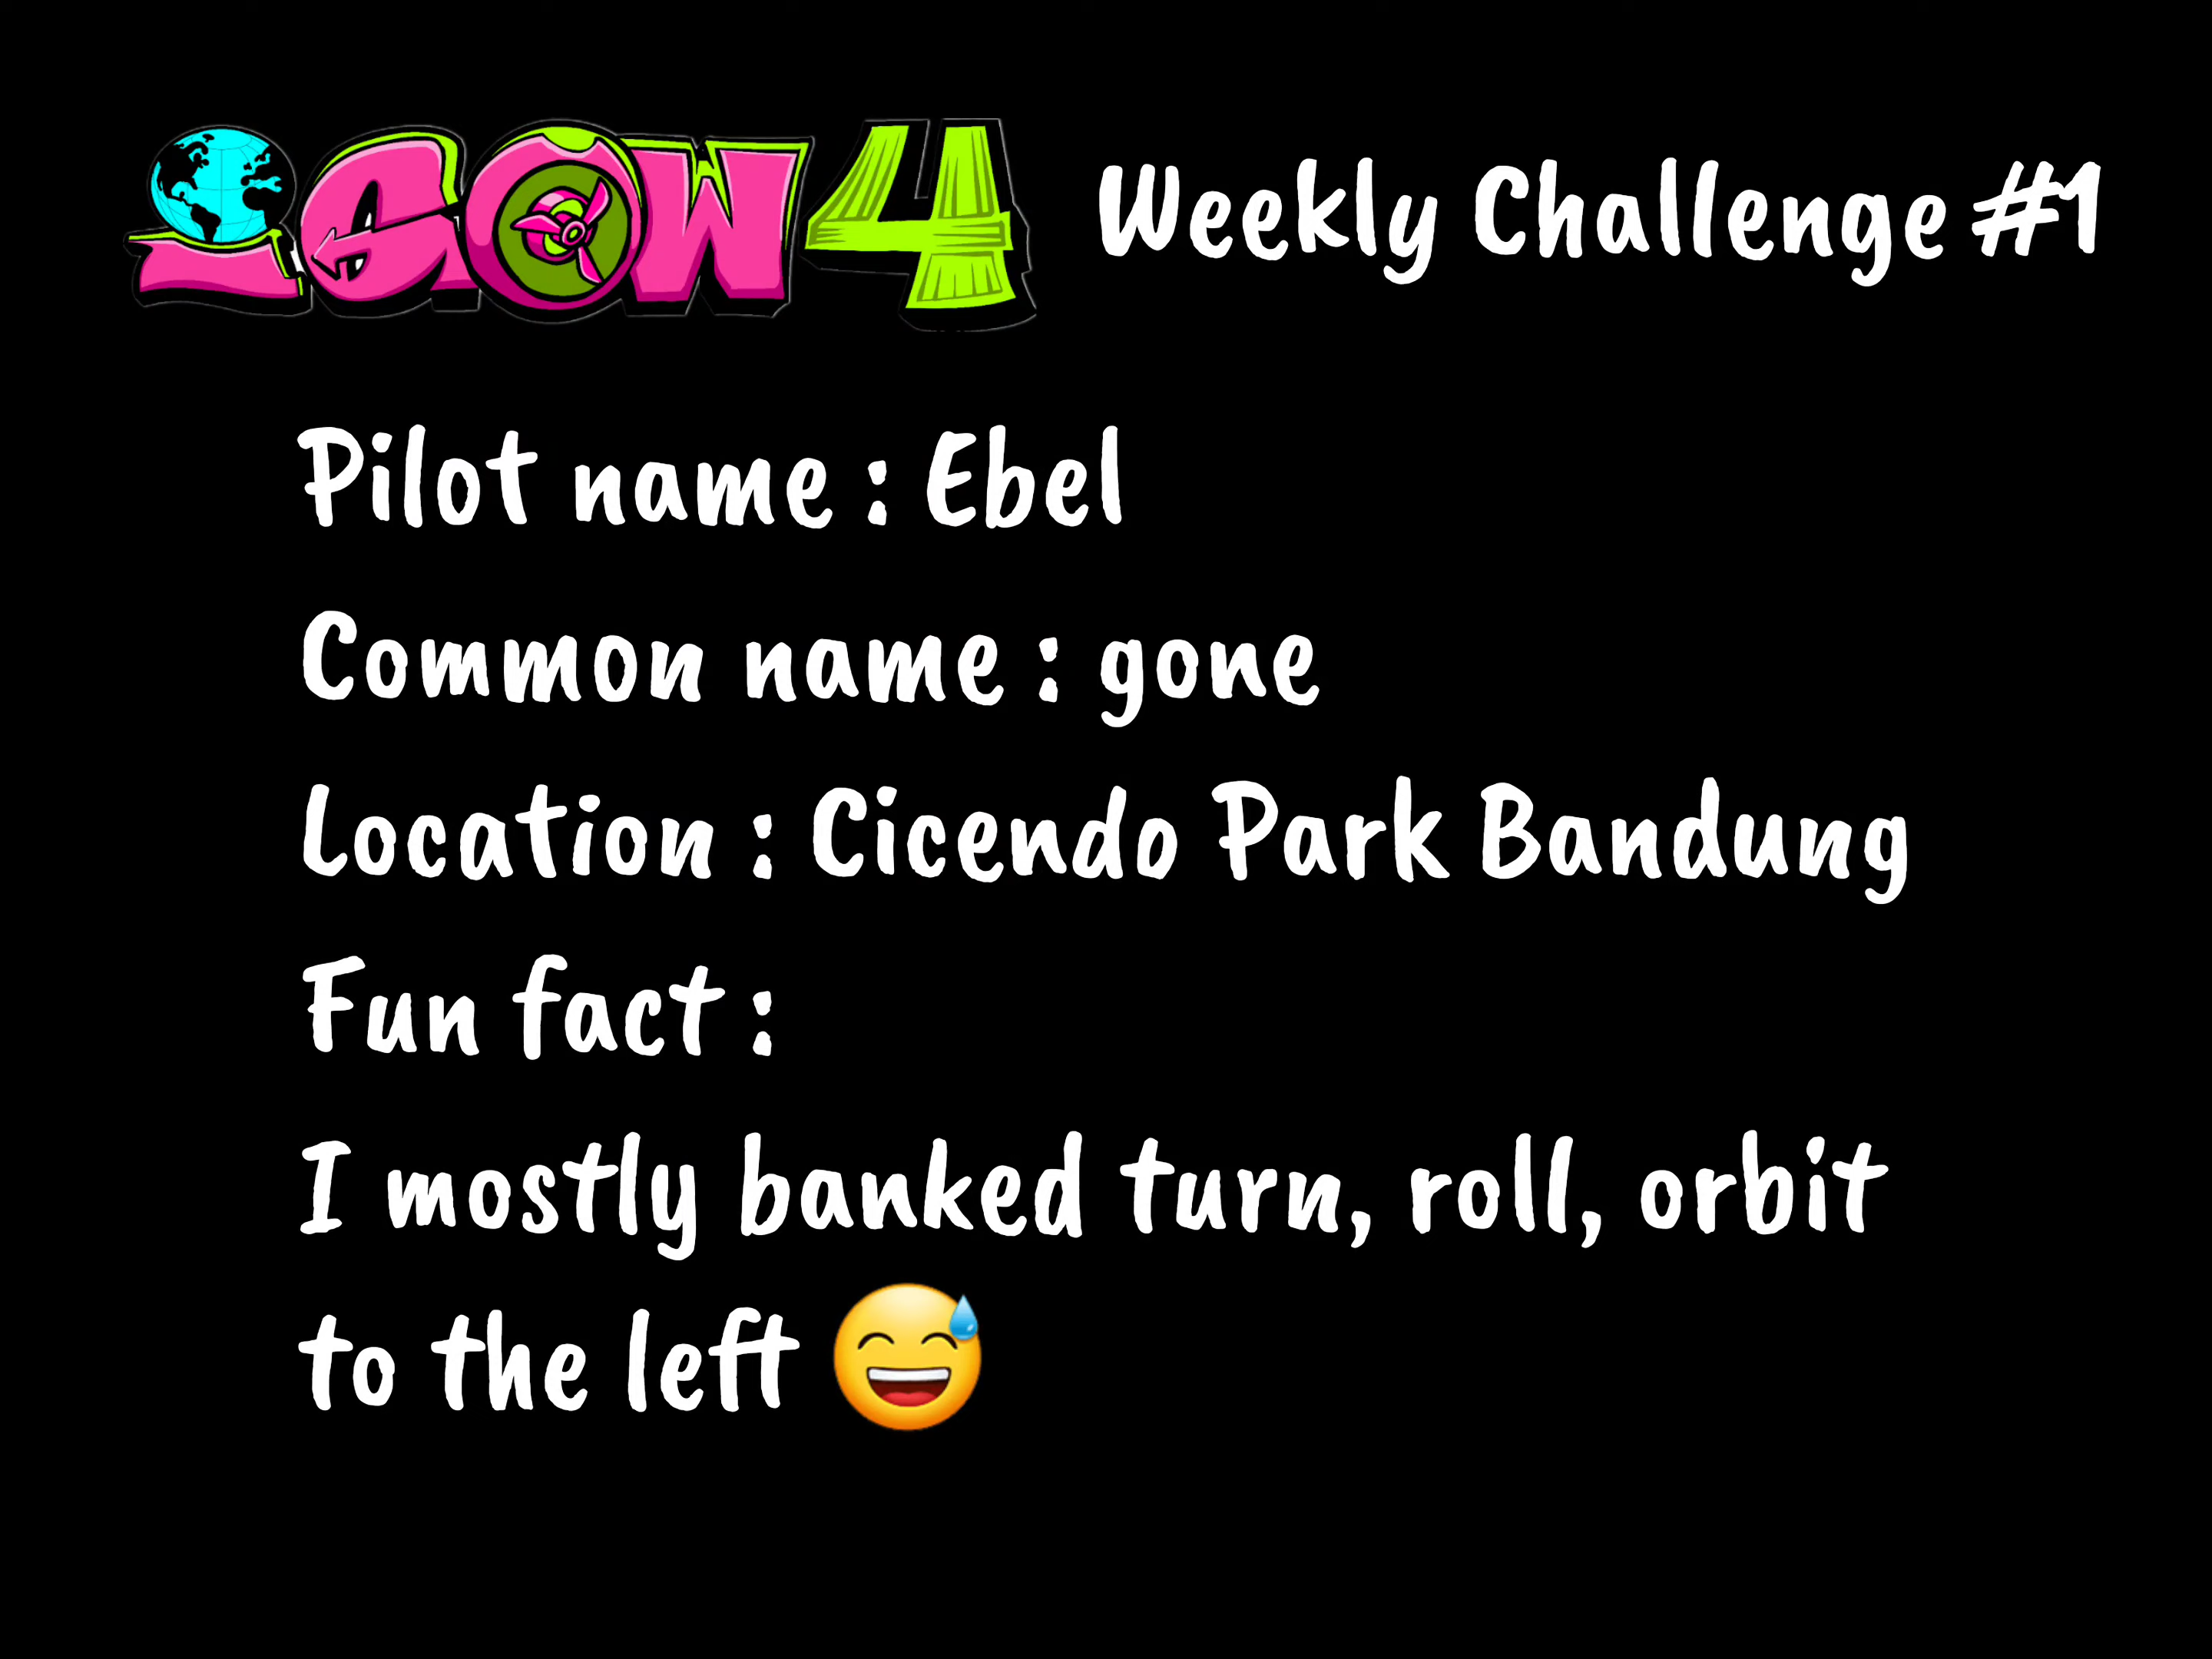 IGOW4 Weekly Challenge #1
Pilot name : Ebel
Common name : gone
Location : Cicendo Park Bandung
Fun fact :
I mostly banked turn, roll, orbit
to the left 😅